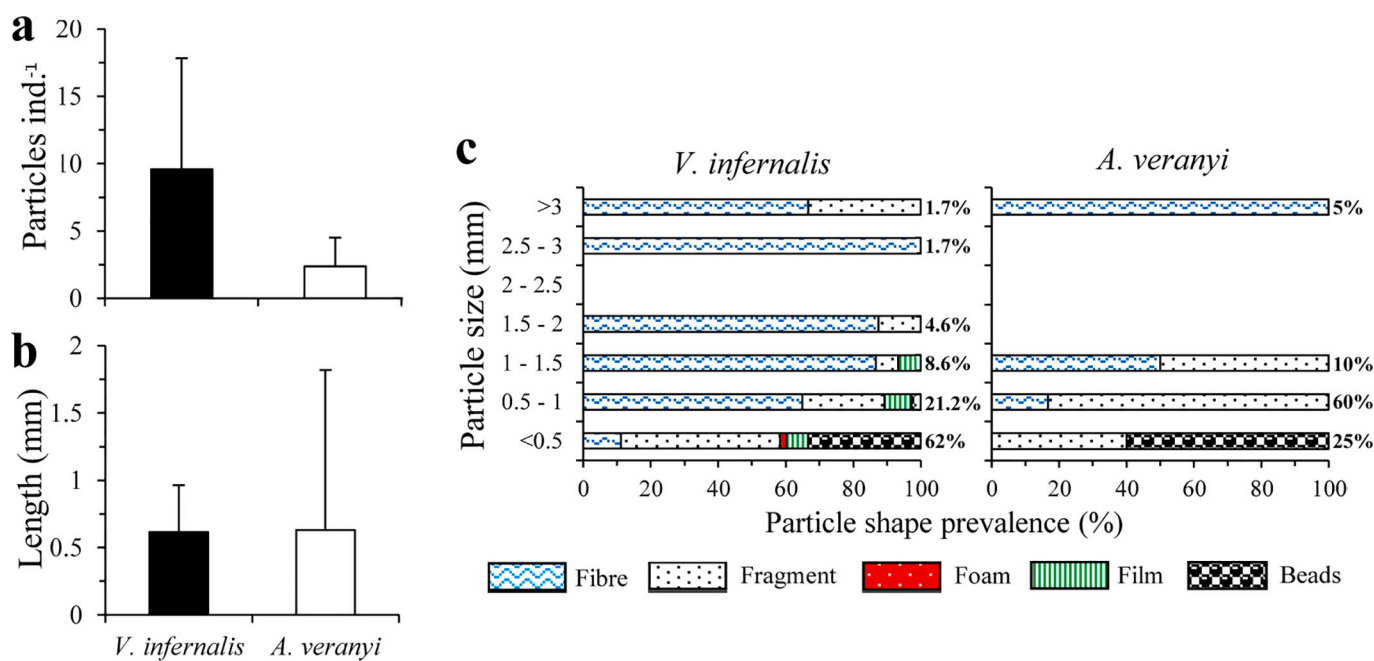 a
Particles ind.-1
20
15
10
5
0
b
Length (mm)
2
1.5
1
0.5
0
V. infernalis
A. veranyi
c
V. infernalis
A. veranyi
Particle size (mm)
>3
1.7%
5%
2.5 - 3
1.7%
2 - 2.5
1.5 - 2
4.6%
1 - 1.5
8.6%
10%
0.5 - 1
21.2%
60%
<0.5
62%
25%
0 20 40 60 80 100
0 20 40 60 80 100
Particle shape prevalence (%)
Fibre
Fragment
Foam
Film
Beads